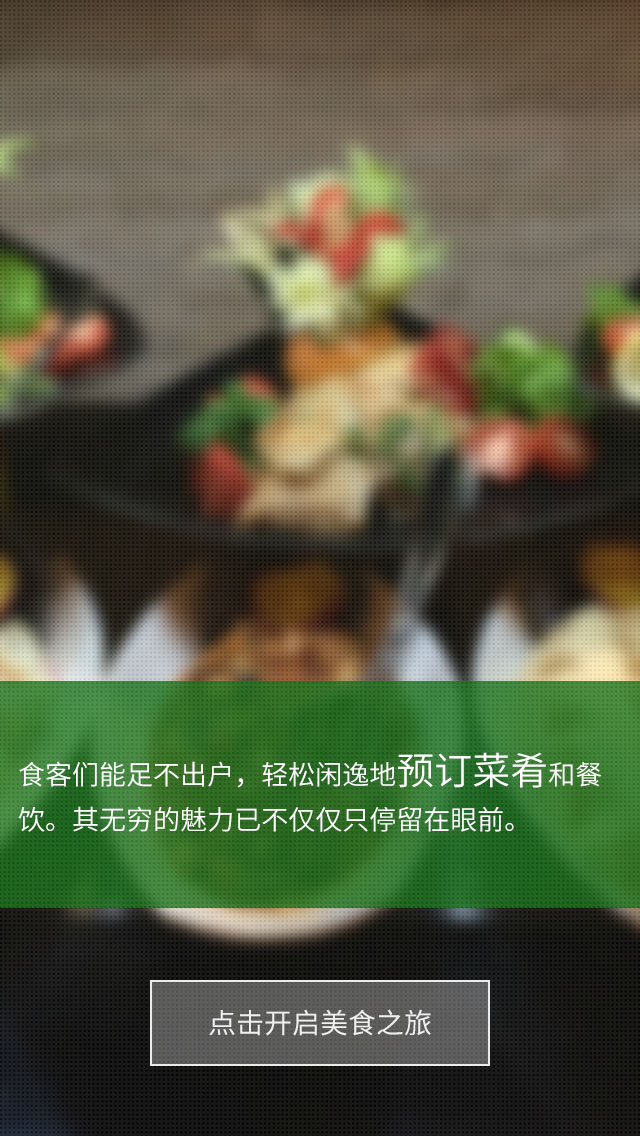 食客们能足不出户，轻松闲逸地预订菜肴和餐
饮。其无穷的魅力已不仅仅只停留在眼前。
点击开启美食之旅